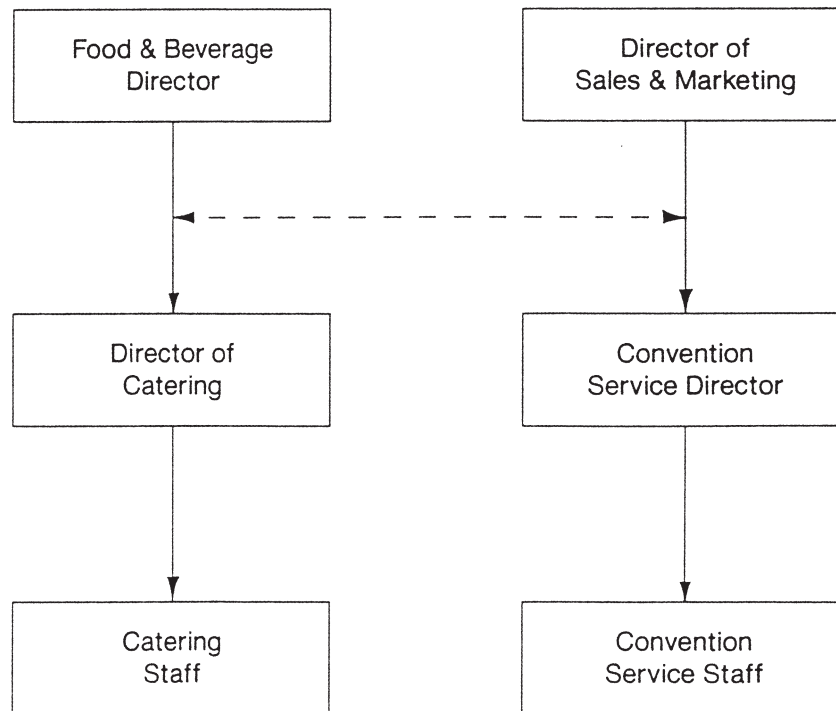 Food & Beverage
Director
Director of
Sales & Marketing
Director of
Catering
Convention
Service Director
Catering
Staff
Convention
Service Staff